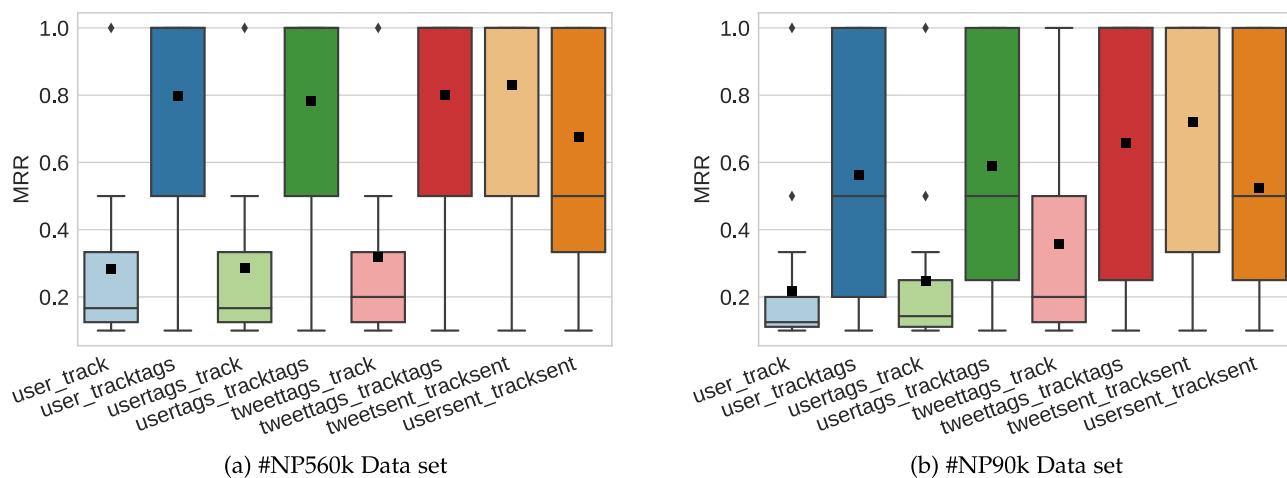 MRR
1.0
0.8
0.6
0.4
0.2
user_track
user_tracktags
usertags_track
usertags_tracktags
tweettags_track
tweettags_tracktags
tweetsent_tracksent
usersent_tracksent
(a) #NP560k Data set
MRR
1.0
0.8
0.6
0.4
0.2
user_track
user_tracktags
usertags_track
usertags_tracktags
tweettags_track
tweettags_tracktags
tweetsent_tracksent
usersent_tracksent
(b) #NP90k Data set